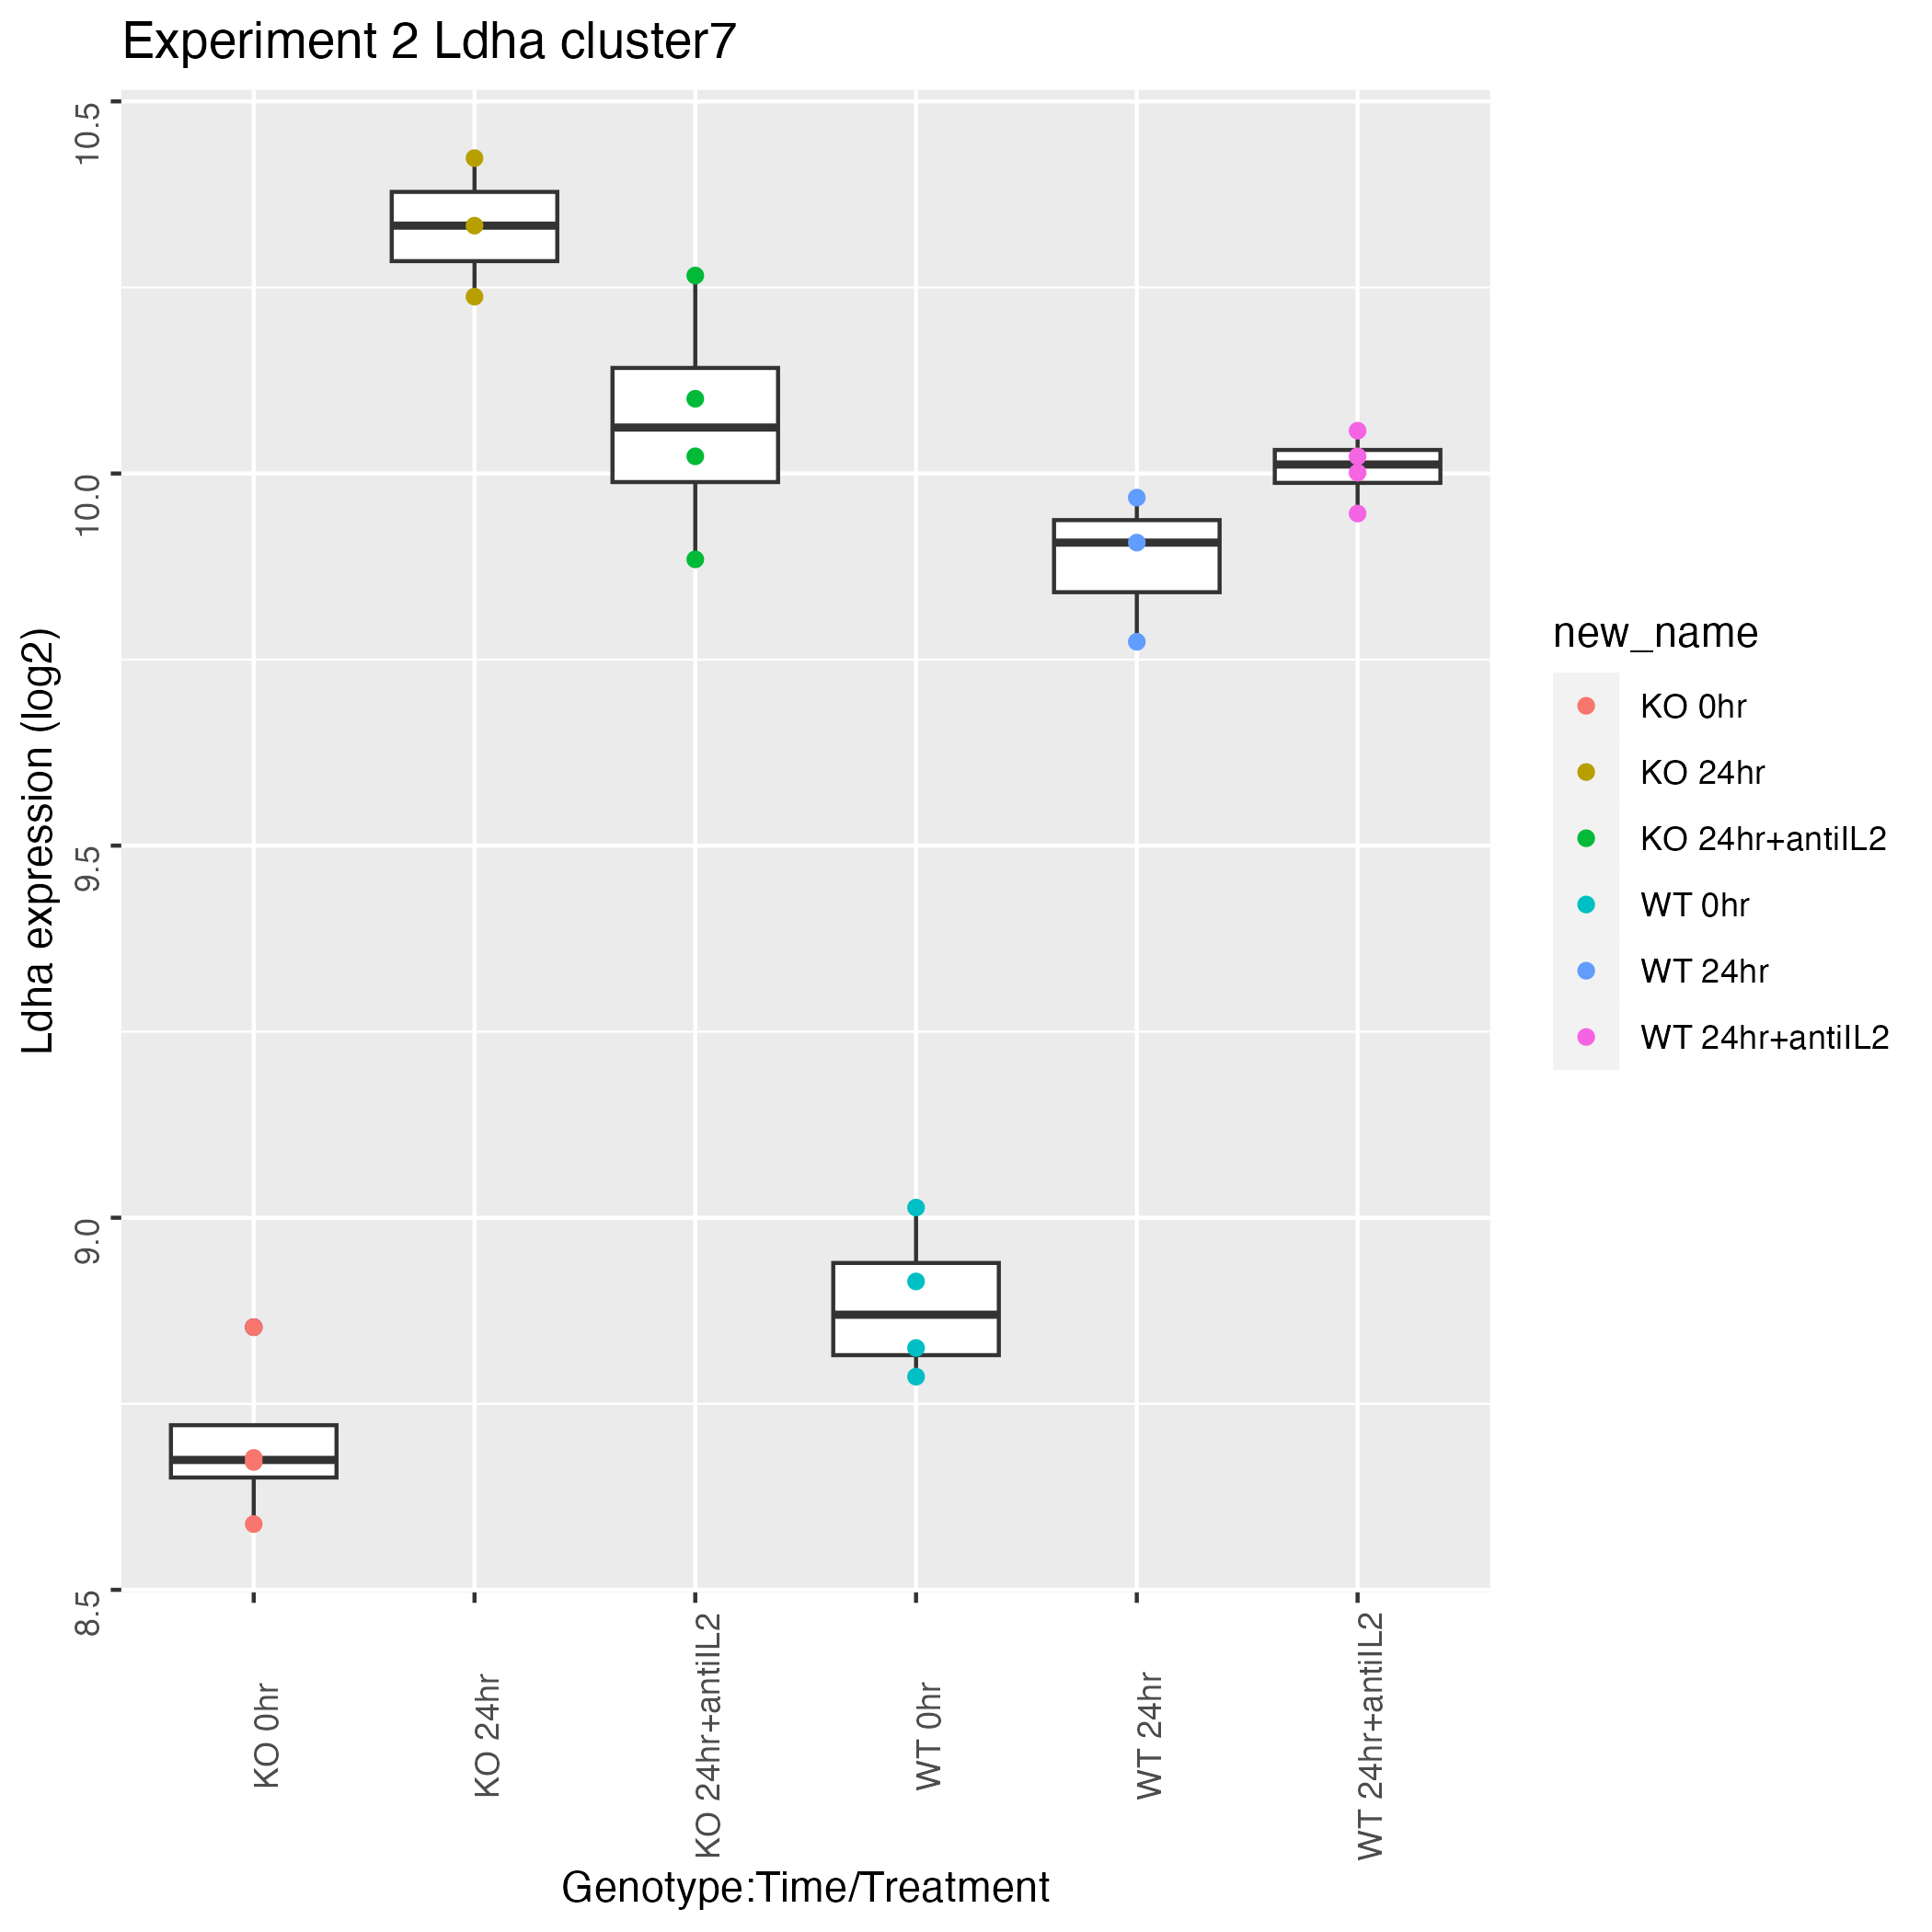 Experiment 2 Ldha cluster7
Ldha expression (log2)
10.5
10.0
9.5
9.0
8.5
KO 0hr
KO 24hr
KO 24hr+antiIL2
WT 0hr
WT 24hr
WT 24hr+antiIL2
Genotype:Time/Treatment
new_name
KO 0hr
KO 24hr
KO 24hr+antiIL2
WT 0hr
WT 24hr
WT 24hr+antiIL2